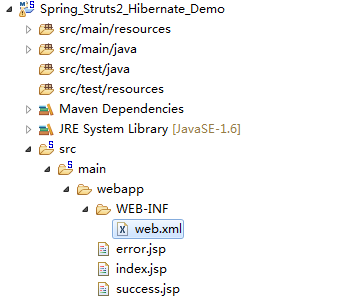 Spring_Struts2_Hibernate_Demo
src/main/resources
src/main/java
src/test/java
src/test/resources
Maven Dependencies
JRE System Library [JavaSE-1.6]
src
main
webapp
WEB-INF
web.xml
error.jsp
index.jsp
success.jsp